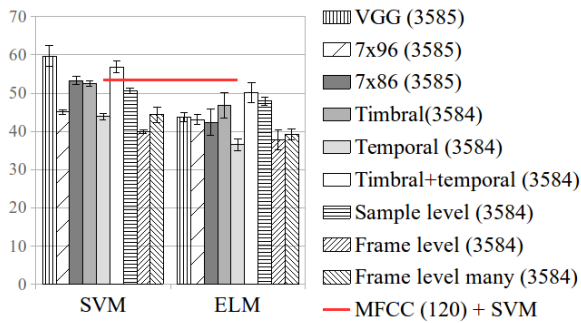 70
60
50
40
30
20
10
0
SVM ELM
VGG (3585)
7x96 (3585)
7x86 (3585)
Timbral(3584)
Temporal (3584)
Timbral+temporal (3584)
Sample level (3584)
Frame level (3584)
Frame level many (3584)
MFCC (120) + SVM